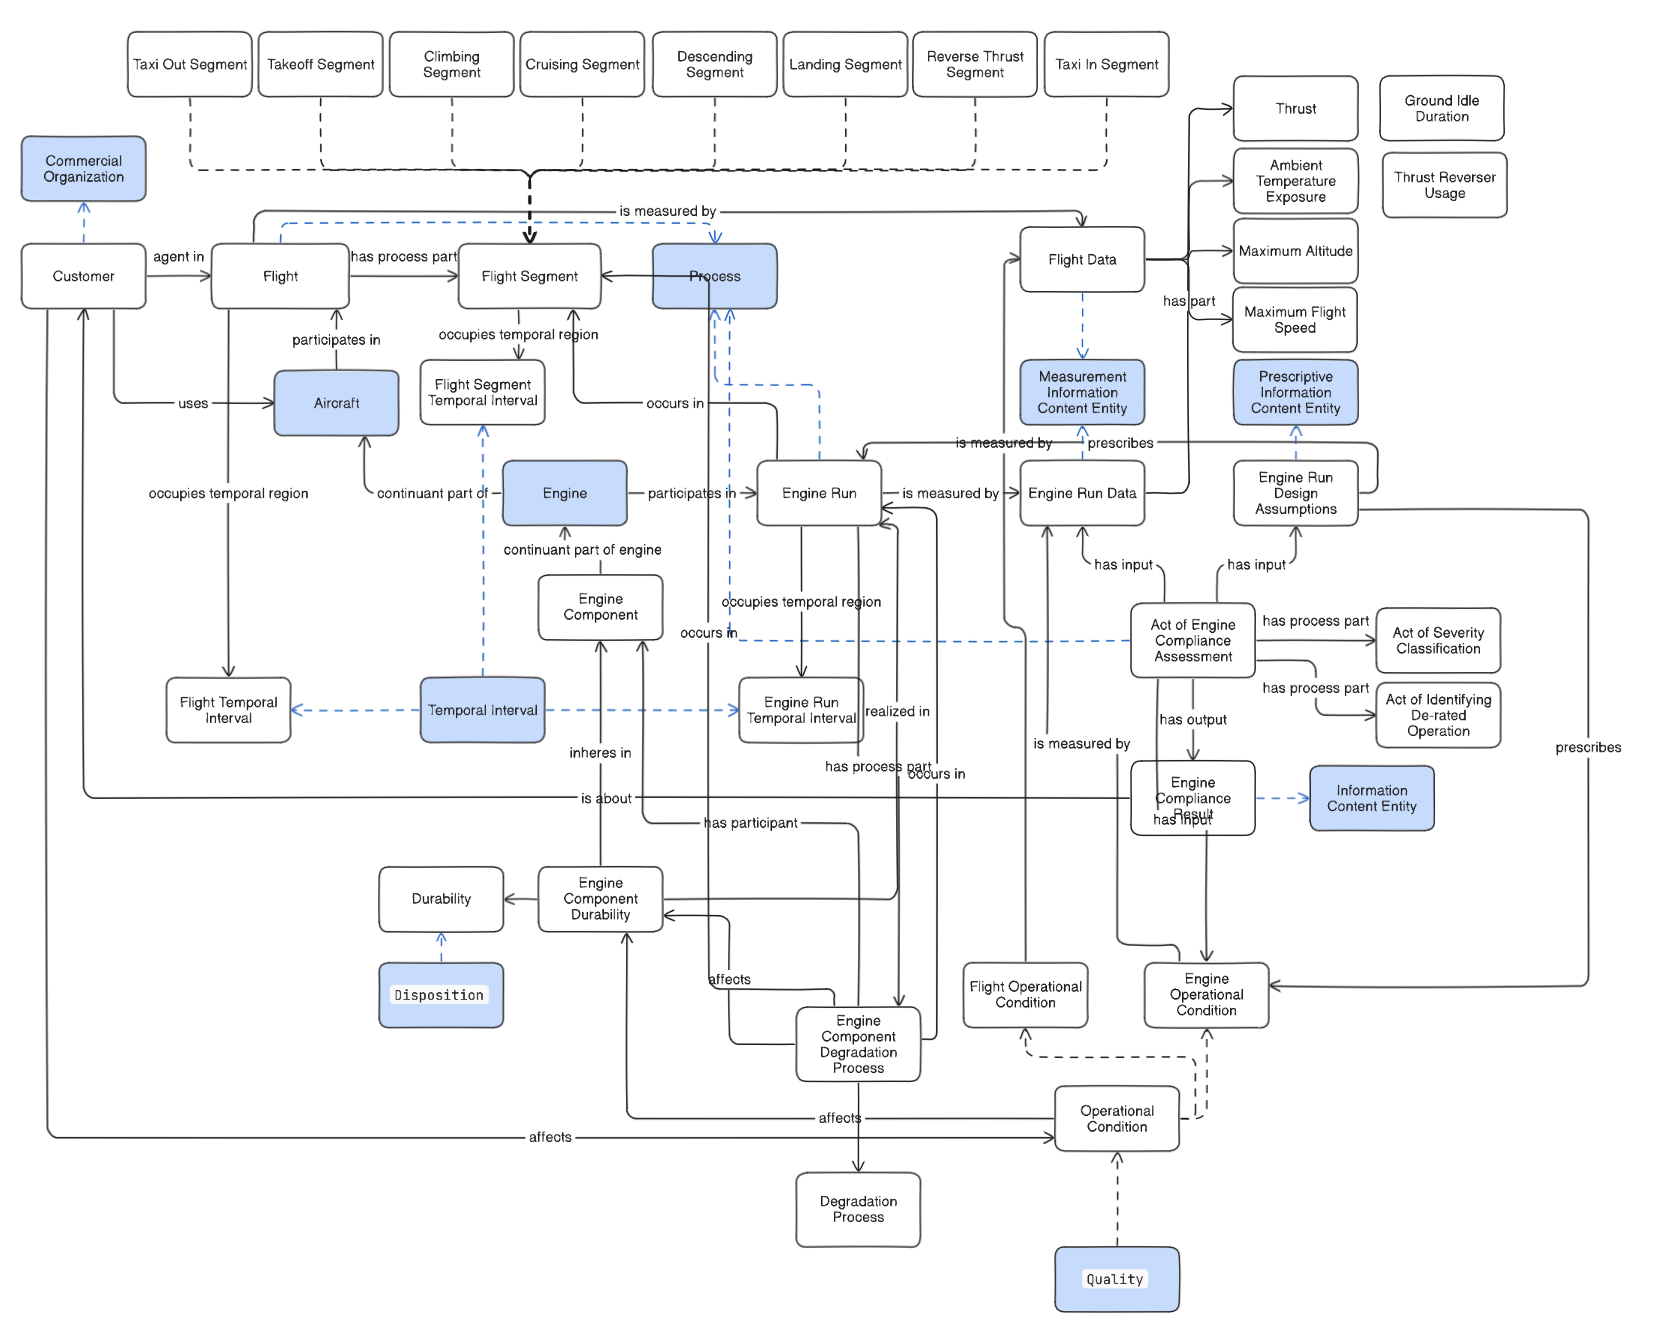 Taxi Out Segment
Takeoff Segment
Climbing
Segment
Cruising Segment
Descending
Segment
Landing Segment
Reverse Thrust
Segment
Taxi In Segment
Thrust
Ground Idle
Duration
Commercial
Organization
Ambient
Temperature
Exposure
Thrust Reverser
Usage
is measured by
Customer
agent in
Flight
has process part
Flight Segment
Process
Flight Data
Maximum Altitude
has part
Maximum Flight
Speed
participates in
occupies temporal region
Aircraft
uses
Flight Segment
Temporal Interval
occurs in
Measurement
Information
Content Entity
Prescriptive
Information
Content Entity
is measured by
prescribes
occupies temporal region
continuant part of
Engine
participates in
Engine Run
is measured by
Engine Run Data
Engine Run
Design
Assumptions
continuant part of engine
has input
has input
Engine
Component
occupies temporal region
occurs in
Act of Engine
Compliance
Assessment
has process part
Act of Severity
Classification
Flight Temporal
Interval
Temporal Interval
Engine Run
Temporal Interval
realized in
has process part
Act of Identifying
De-rated
Operation
has output
inheres in
is measured by
prescribes
has process part
occurs in
is about
Engine
Compliance
Result
has input
Information
Content Entity
has participant
Durability
Engine
Component
Durability
Disposition
affects
Flight Operational
Condition
Engine
Operational
Condition
Engine
Component
Degradation
Process
affects
Operational
Condition
affects
Degradation
Process
Quality